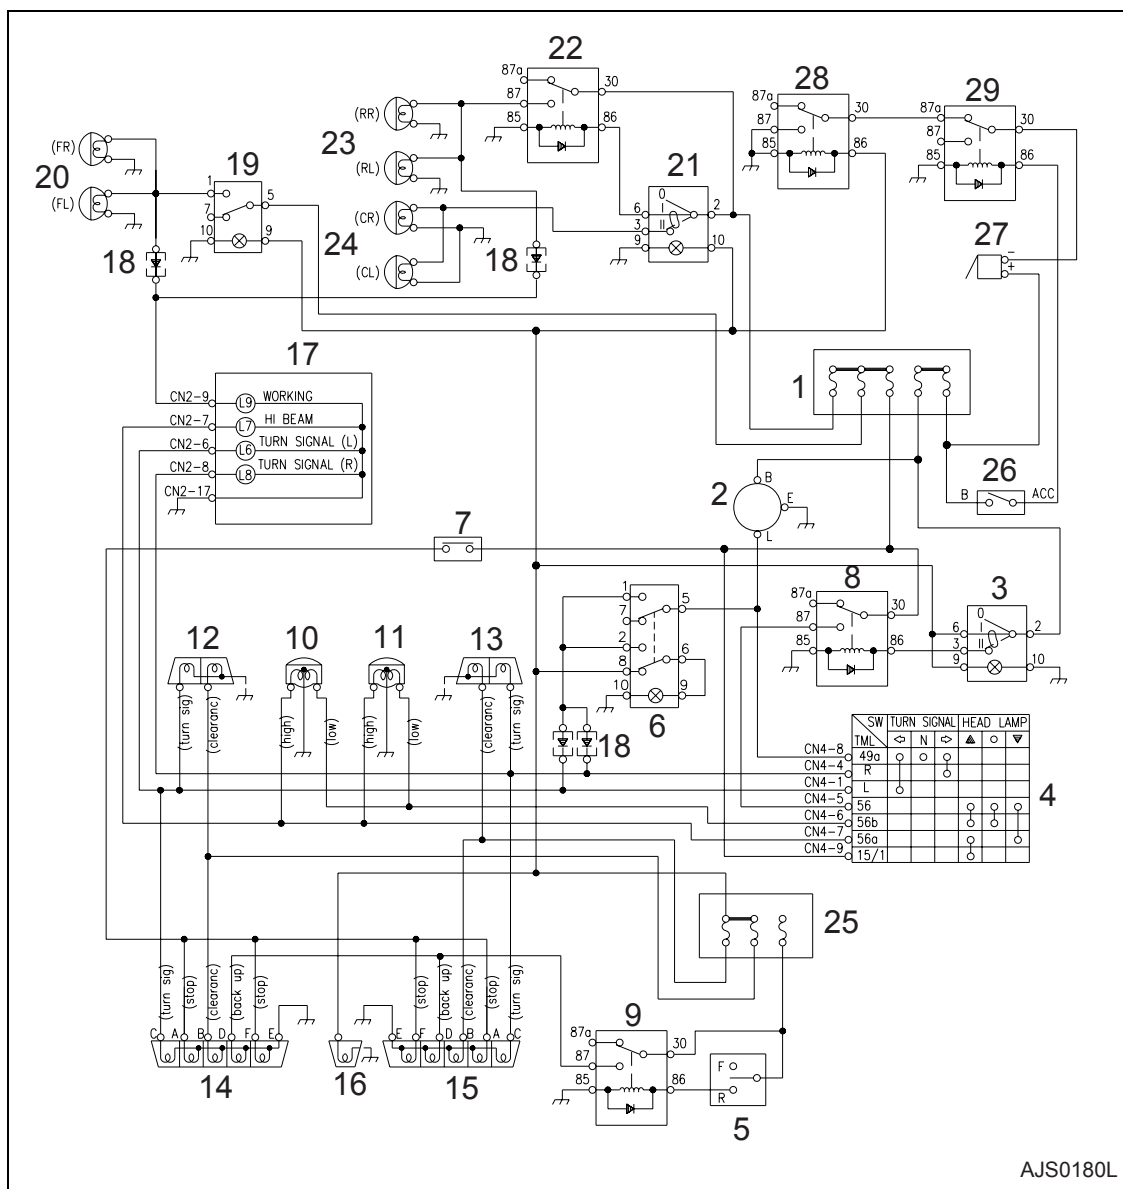 22
28
29
87a
30
87
86
85
87a
30
87
85
86
87a
30
87
85
86
(RR)
23
(RL)
(FR)
20
(FL)
19
1
5
7
10
9
18
(CR)
24
(CL)
18
21
0
I
II
6
2
3
9
10
27
-
+
1
17
CN2-9
L9
WORKING
CN2-7
L7
HI BEAM
CN2-6
L6
TURN SIGNAL (L)
CN2-8
L8
TURN SIGNAL (R)
CN2-17
2
B
E
L
26
B
ACC
7
1
5
7
2
6
8
10
9
6
8
87a
30
87
85
86
3
0
I
II
6
2
3
9
10
12
10
11
13
(turn sig)
(clearanc)
(high)
(low)
(high)
(low)
(clearanc)
(turn sig)
18
SW
TURN SIGNAL
HEAD LAMP
TML
N
CN4-8
49a
CN4-4
R
CN4-1
L
CN4-5
56
CN4-6
56b
CN4-7
56a
CN4-9
15/1
4
25
(turn sig)
(stop)
(clearanc)
(back up)
(stop)
C
A
B
D
F
E
14
16
(stop)
(back up)
(clearanc)
(stop)
(turn sig)
E
F
D
B
A
C
15
9
87a
30
87
85
86
F
R
5
AJS0180L